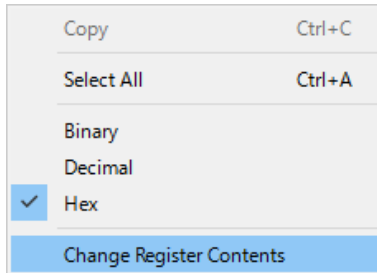 Copy Ctrl+C
Select All Ctrl+A
Binary
Decimal
Hex
Change Register Contents